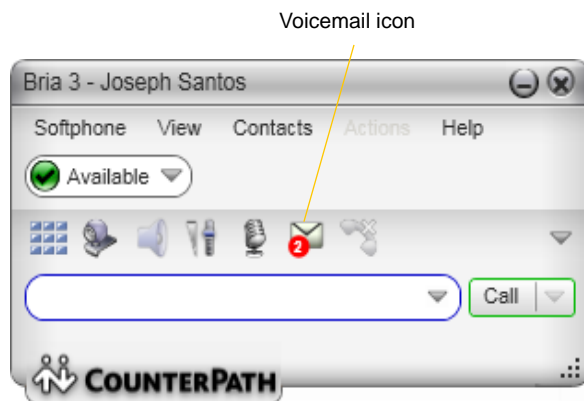 Voicemail icon
Bria 3 - Joseph Santos
Softphone View Contacts Actions Help
Available
2
Call
COUNTERPATH